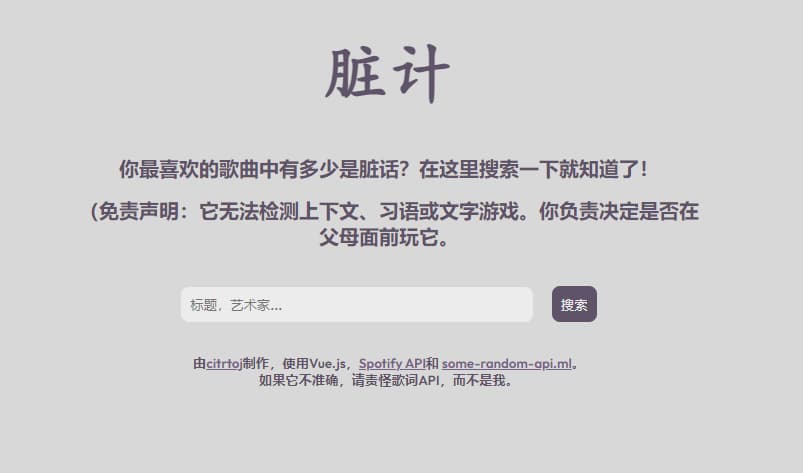 脏计
你最喜欢的歌曲中有多少是脏话？在这里搜索一下就知道了！
（免责声明：它无法检测上下文、习语或文字游戏。你负责决定是否在
父母面前玩它。
标题，艺术家...
搜索
由citrtoj制作，使用Vue.js，Spotify API和 some-random-api.ml。
如果它不准确，请责怪歌词API，而不是我。